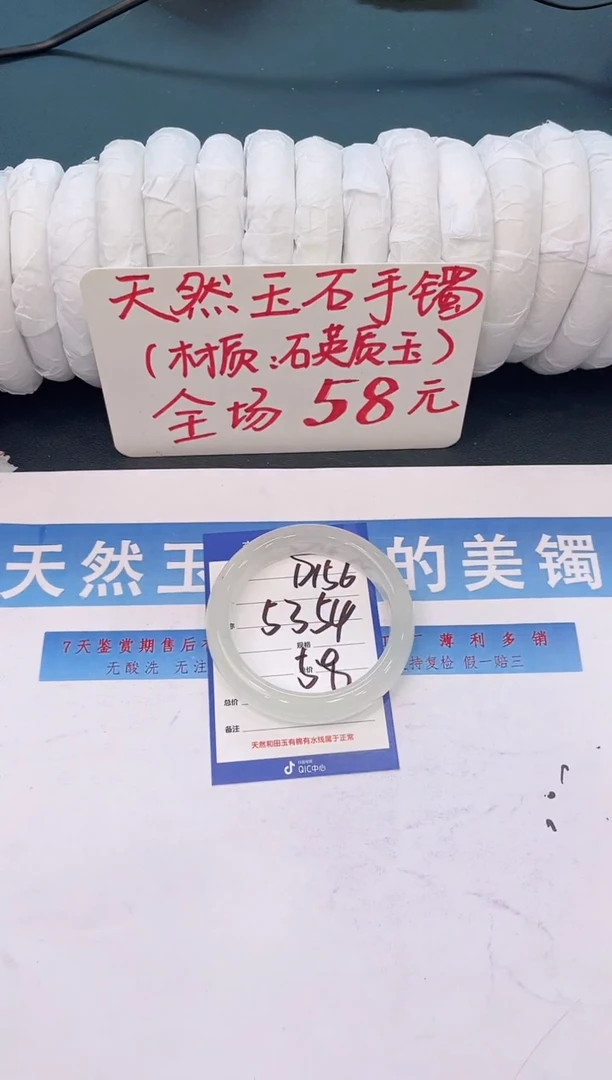 天然玉石手镯
（材质：石英质玉）
全场 58元
天然玉
的美镯
7天鉴赏期售后
薄利多销
无酸洗 无注
持复检 假一赔三
D156
5354
规格
58
总价
备注
天然和田玉有棉有水线属于正常
QIC中心